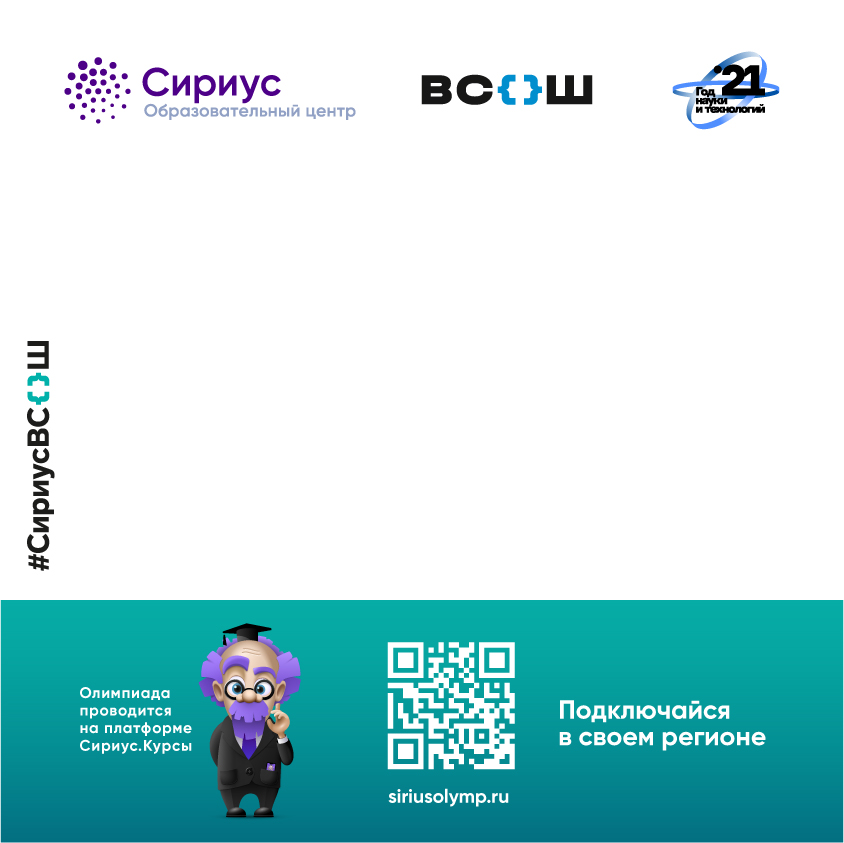 Сириус
Образовательный центр
ВС{}Ш
21
Год
науки
и технологий
#СириусВС{}Ш
Олимпиада
проводится
на платформе
Сириус.Курсы
siriusolymp.ru
Подключайся
в своем регионе